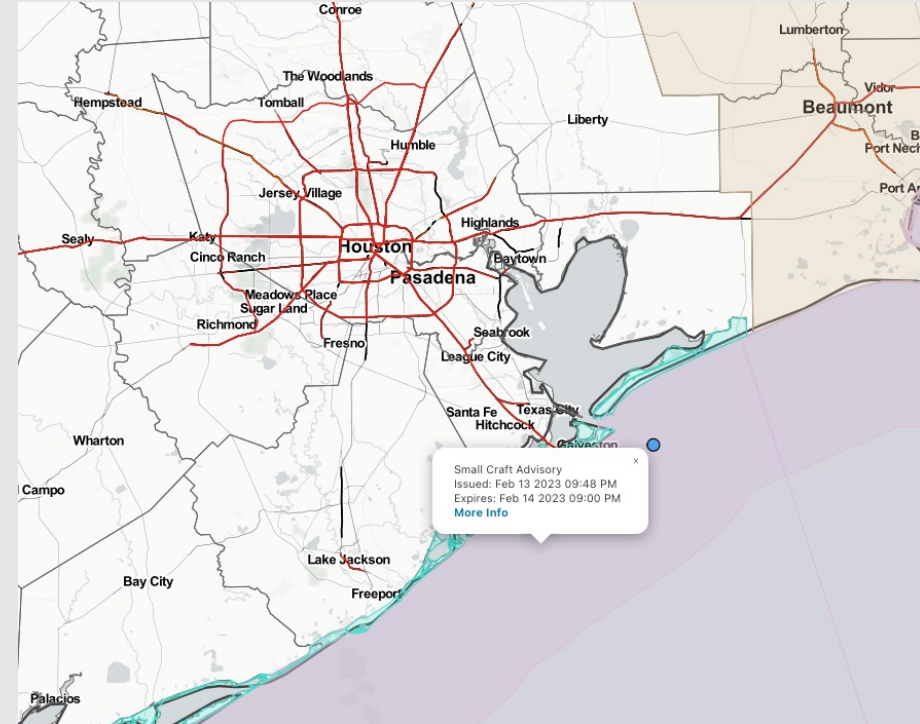 Conroe
Lumberton
The Woodlands
Vidor
Hempstead
Tomball
Beaumont
Liberty
Humble
Port Nech
Port Ar
Jersey Village
Highlands
Sealy
Katy
Houston
Cinco Ranch
Baytown
Pasadena
Meadows Place
Sugar Land
Richmond
Seabrook
Fresno
League City
Santa Fe
Texas City
Hitchcock
Wharton
Galveston
Small Craft Advisory
Issued: Feb 13 2023 09:48 PM
Expires: Feb 14 2023 09:00 PM
More Info
Campo
Lake Jackson
Bay City
Freeport
Palacios